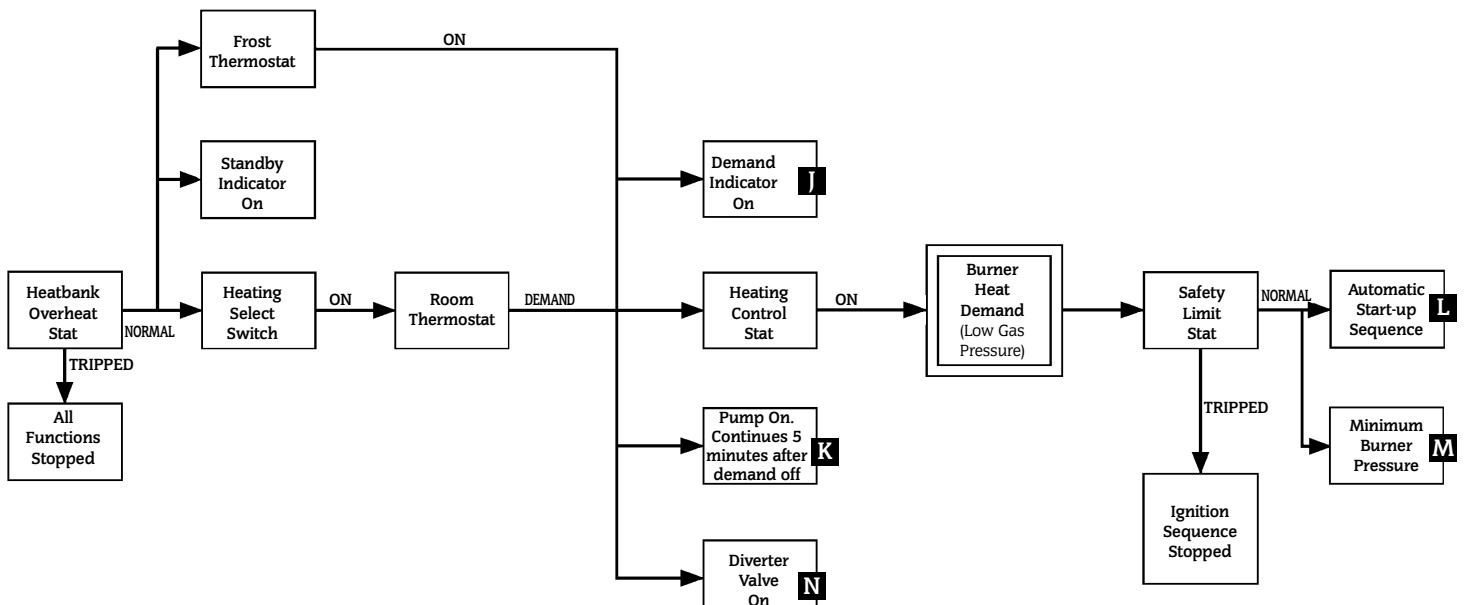 Frost
Thermostat
ON
Standby
Indicator
On
Demand
Indicator
On
J
Heatbank
Overheat
Stat
NORMAL
Heating
Select
Switch
ON
Room
Thermostat
DEMAND
Heating
Control
Stat
ON
Burner
Heat
Demand
(Low Gas
Pressure)
Safety
Limit
Stat
NORMAL
Automatic
Start-up
Sequence
L
TRIPPED
All
Functions
Stopped
Pump On.
Continues 5
minutes after
demand off
K
TRIPPED
Minimum
Burner
Pressure
M
Ignition
Sequence
Stopped
Diverter
Valve
On
N